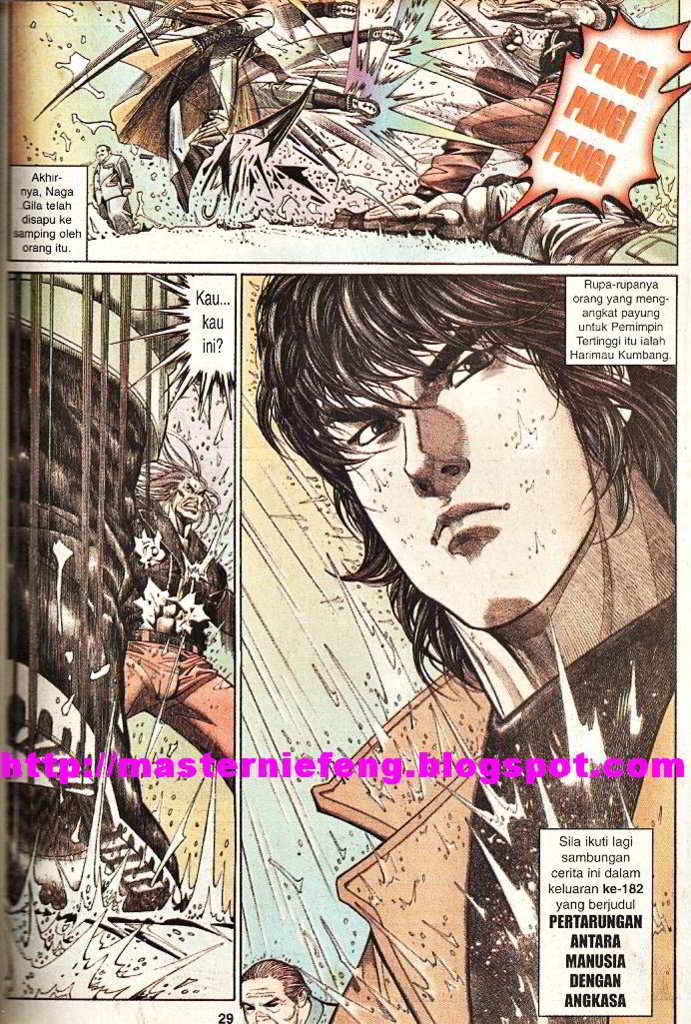 PANG!
PANG!
PANG!
Akhir-
nya, Naga
Gila telah
disapu ke
samping oleh
orang itu.
Kau...
kau
ini?
Rupa-rupanya
orang yang meng-
angkat payung
untuk Pemimpin
Tertinggi itu ialah
Harimau Kumbang.
http://masterniefeng.blogspot.com
Sila ikuti lagi
sambungan
cerita ini dalam
keluaran ke-182
yang berjudul
PERTARUNGAN
ANTARA
MANUSIA
DENGAN
ANGKASA
29